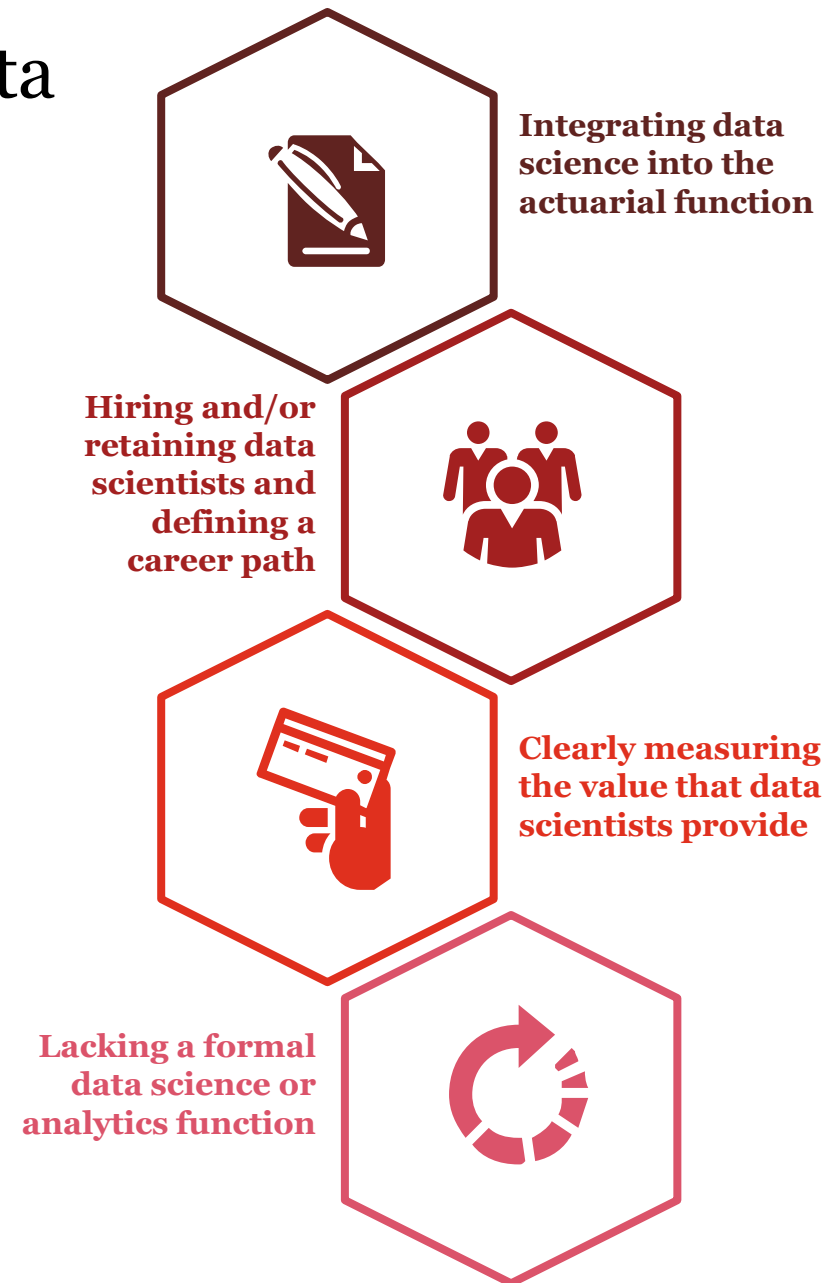 ta
Integrating data
science into the
actuarial function
Hiring and/or
retaining data
scientists and
defining a
career path
Clearly measuring
the value that data
scientists provide
Lacking a formal
data science or
analytics function